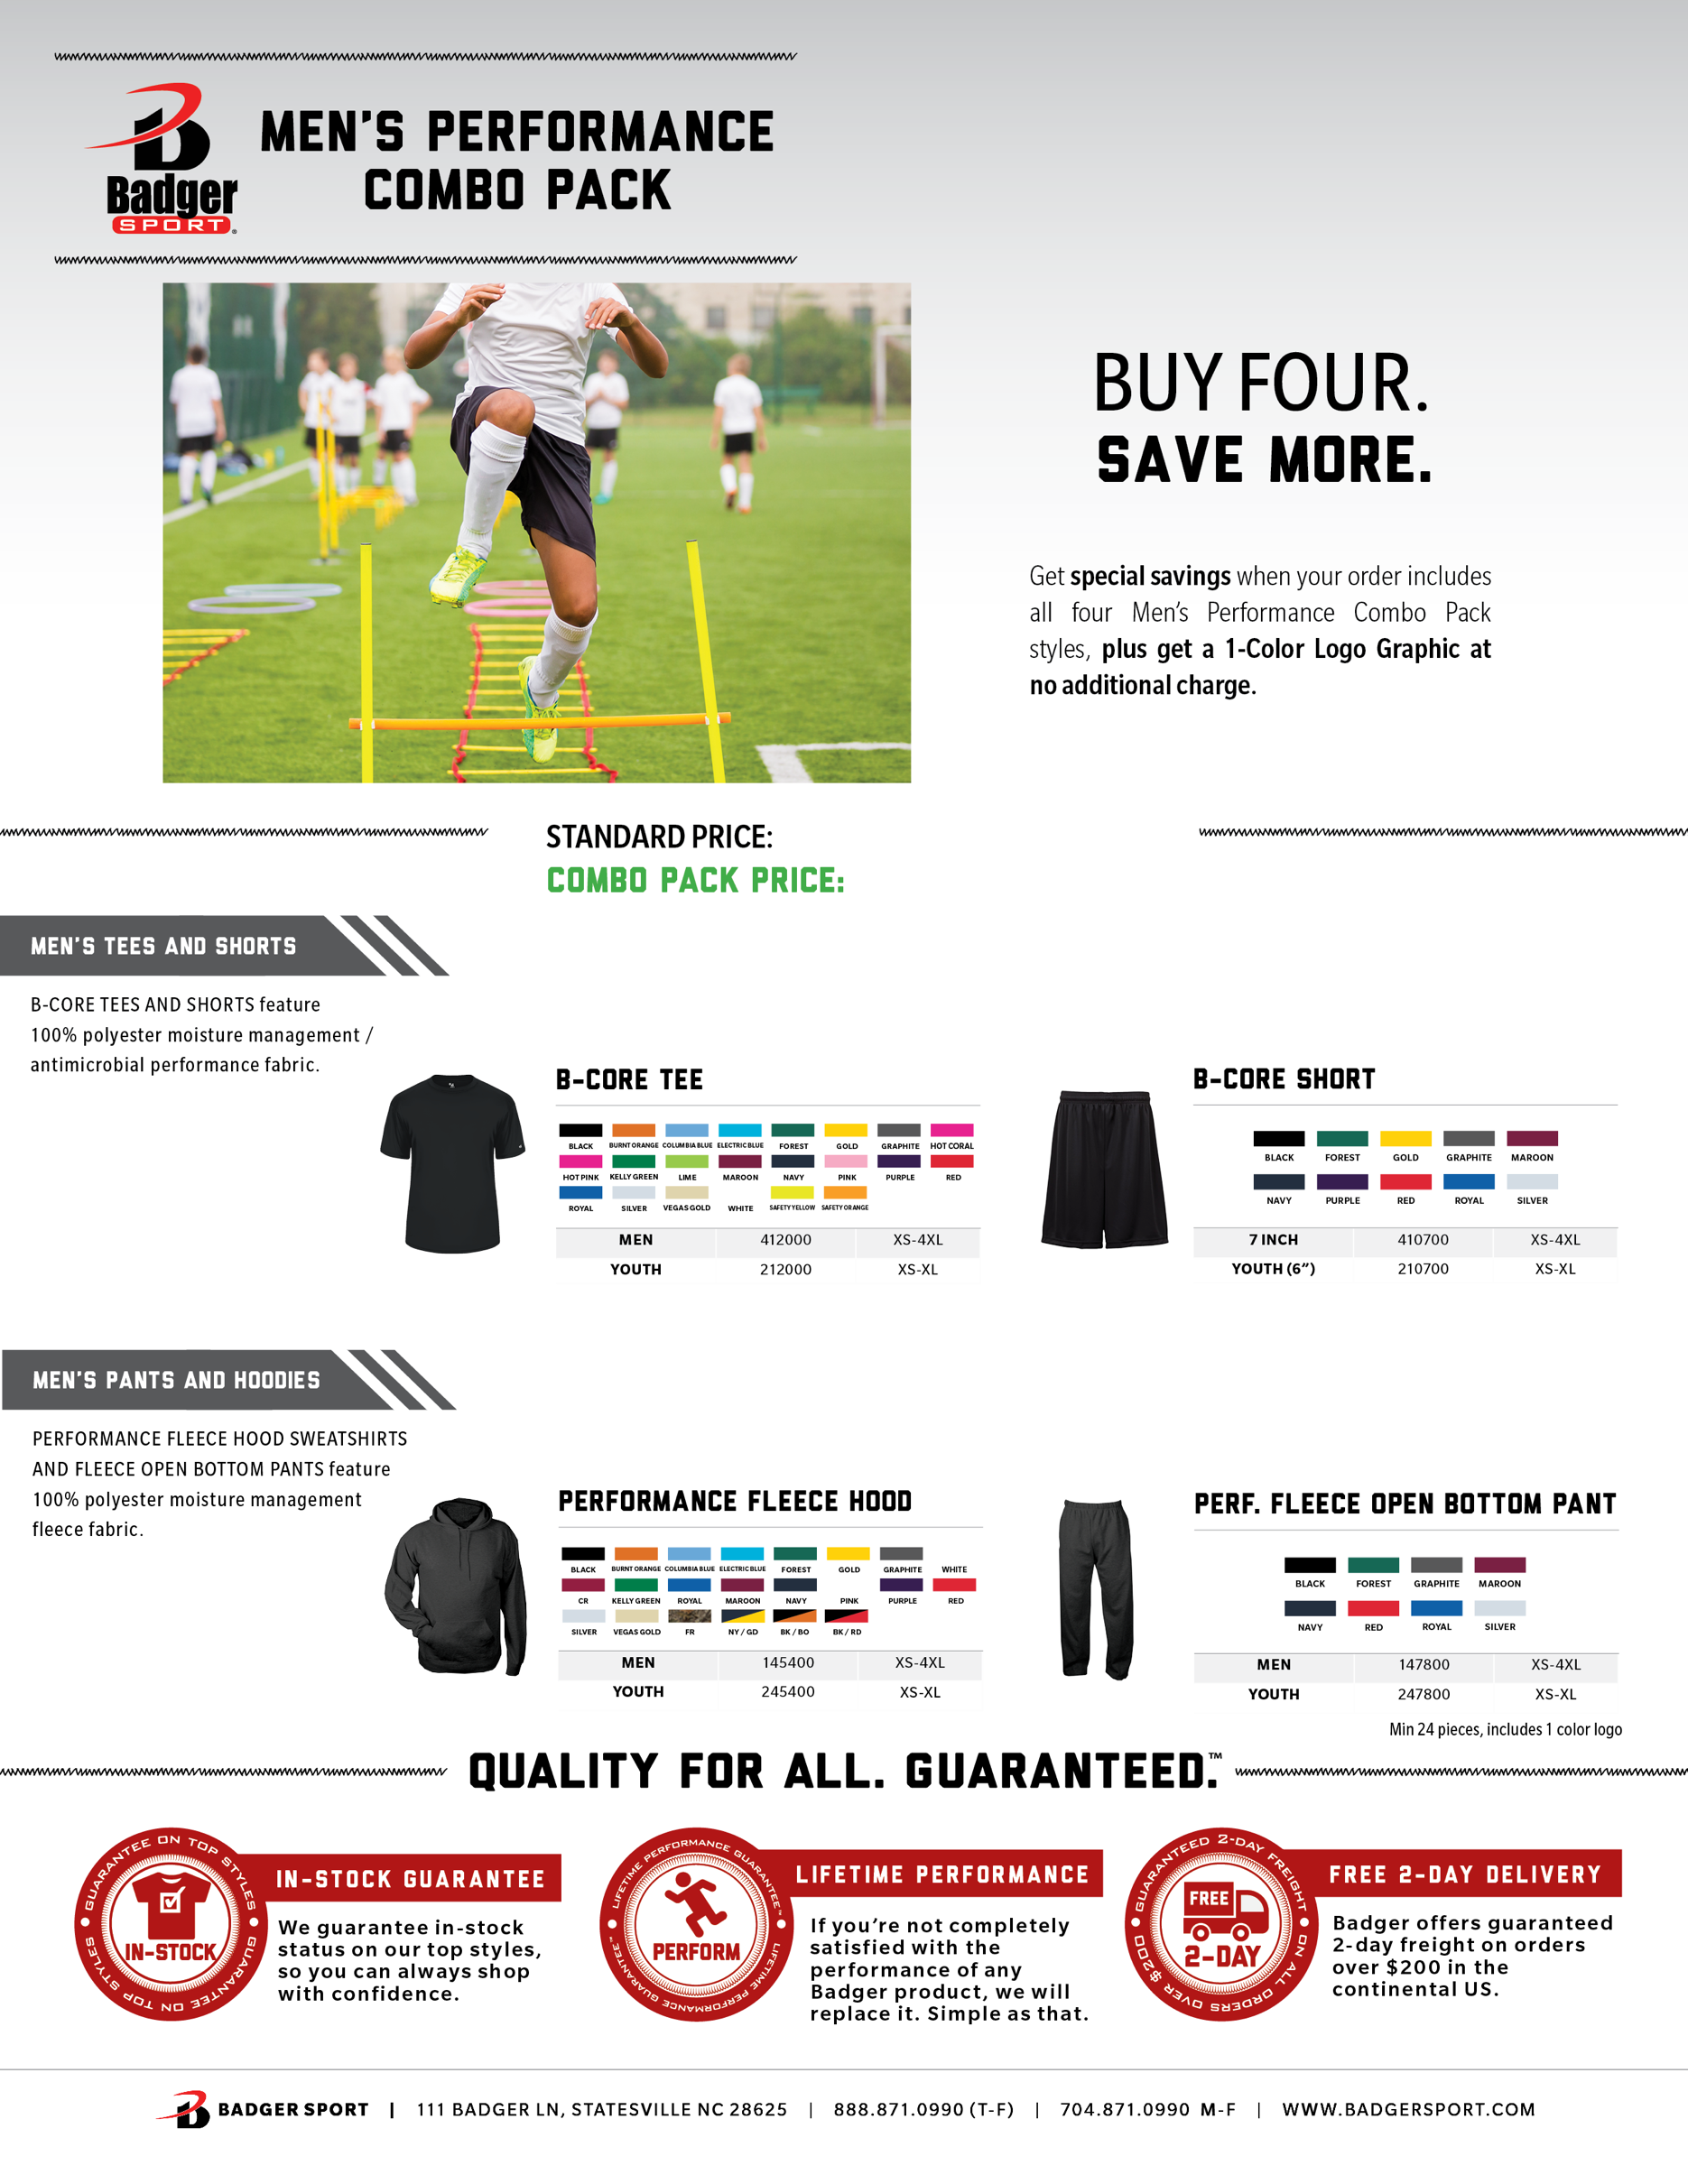 Badger
SPORT®
MEN'S PERFORMANCE
COMBO PACK
BUY FOUR.
SAVE MORE.
Get special savings when your order includes
all four Men's Performance Combo Pack
styles, plus get a 1-Color Logo Graphic at
no additional charge.
STANDARD PRICE:
COMBO PACK PRICE:
MEN'S TEES AND SHORTS
B-CORE TEES AND SHORTS feature
100% polyester moisture management /
antimicrobial performance fabric.
B-CORE TEE
BLACK BURNT ORANGE COLUMBIA BLUE ELECTRIC BLUE FOREST GOLD GRAPHITE HOT CORAL
HOT PINK KELLY GREEN LIME MAROON NAVY PINK PURPLE RED
ROYAL SILVER VEGAS GOLD WHITE SAFETY YELLOW SAFETY ORANGE
MEN 412000 XS-4XL
YOUTH 212000 XS-XL
B-CORE SHORT
BLACK FOREST GOLD GRAPHITE MAROON
NAVY PURPLE RED ROYAL SILVER
7 INCH 410700 XS-4XL
YOUTH (6") 210700 XS-XL
MEN'S PANTS AND HOODIES
PERFORMANCE FLEECE HOOD SWEATSHIRTS
AND FLEECE OPEN BOTTOM PANTS feature
100% polyester moisture management
fleece fabric.
PERFORMANCE FLEECE HOOD
BLACK BURNT ORANGE COLUMBIA BLUE ELECTRIC BLUE FOREST GOLD GRAPHITE WHITE
CR KELLY GREEN ROYAL MAROON NAVY PINK PURPLE RED
SILVER VEGAS GOLD FR NY / GD BK / BO BK / RD
MEN 145400 XS-4XL
YOUTH 245400 XS-XL
PERF. FLEECE OPEN BOTTOM PANT
BLACK FOREST GRAPHITE MAROON
NAVY RED ROYAL SILVER
MEN 147800 XS-4XL
YOUTH 247800 XS-XL
Min 24 pieces, includes 1 color logo
QUALITY FOR ALL. GUARANTEED.™
GUARANTEE ON TOP STYLES • GUARANTEE ON TOP STYLES •
IN-STOCK
IN-STOCK GUARANTEE
We guarantee in-stock
status on our top styles,
so you can always shop
with confidence.
LIFETIME PERFORMANCE GUARANTEE™ • LIFETIME PERFORMANCE GUARANTEE™ •
PERFORM
LIFETIME PERFORMANCE
If you're not completely
satisfied with the
performance of any
Badger product, we will
replace it. Simple as that.
GUARANTEED 2-DAY FREIGHT • ON ALL ORDERS OVER $200 •
FREE
2-DAY
FREE 2-DAY DELIVERY
Badger offers guaranteed
2-day freight on orders
over $200 in the
continental US.
BADGER SPORT | 111 BADGER LN, STATESVILLE NC 28625 | 888.871.0990 (T-F) | 704.871.0990 M-F | WWW.BADGERSPORT.COM